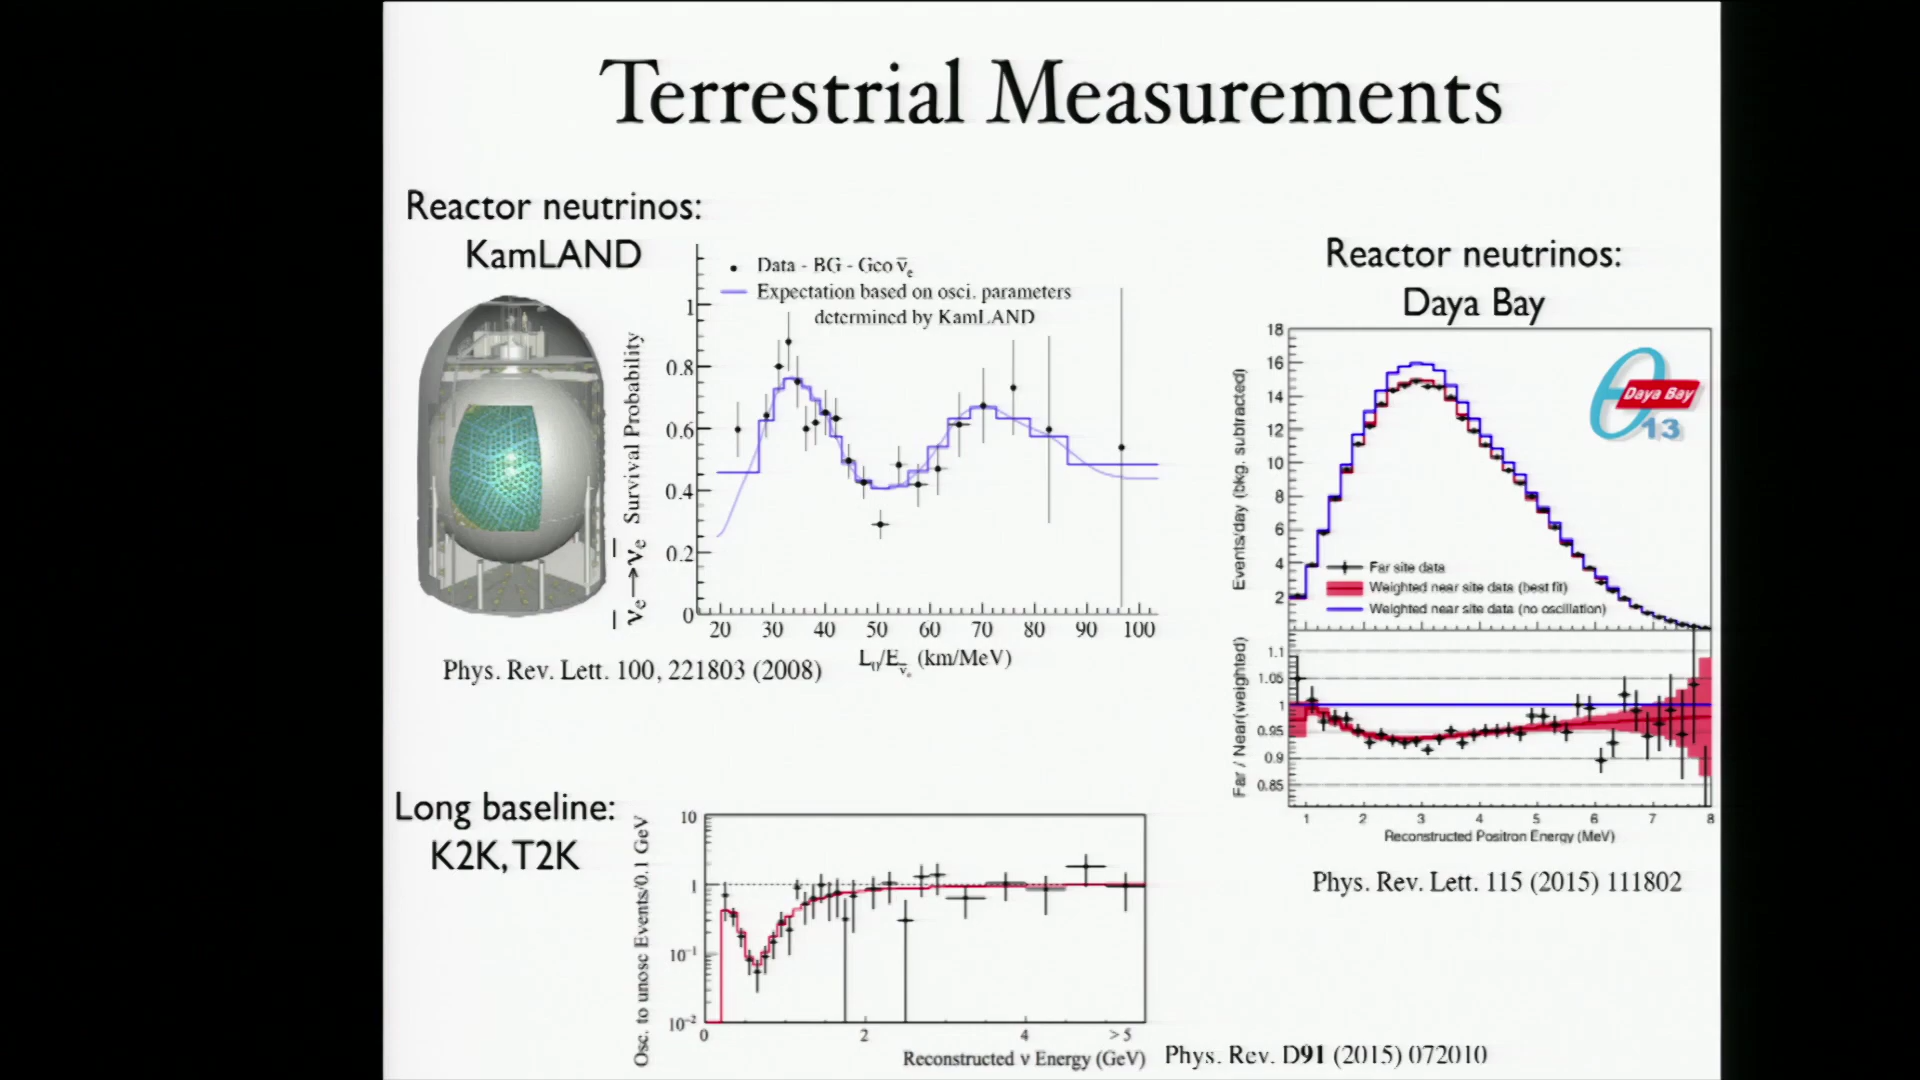 Terrestrial Measurements
Reactor neutrinos:
KamLAND
Data - BG - Geo ν̅e
Expectation based on osci. parameters
determined by KamLAND
ν̅e→ν̅e Survival Probability
1
0.8
0.6
0.4
0.2
0
20 30 40 50 60 70 80 90 100
L0/Eν̅e (km/MeV)
Phys. Rev. Lett. 100, 221803 (2008)
Reactor neutrinos:
Daya Bay
θ13
Daya Bay
Events/day (bkg. subtracted)
18
16
14
12
10
8
6
4
2
Far site data
Weighted near site data (best fit)
Weighted near site data (no oscillation)
Far / Near(weighted)
1.1
1.05
1
0.95
0.9
0.85
1 2 3 4 5 6 7 8
Reconstructed Positron Energy (MeV)
Phys. Rev. Lett. 115 (2015) 111802
Long baseline:
K2K, T2K
Osc. to unosc Events/0.1 GeV
10
1
10-1
10-2
0 2 4 >5
Reconstructed ν Energy (GeV)
Phys. Rev. D91 (2015) 072010